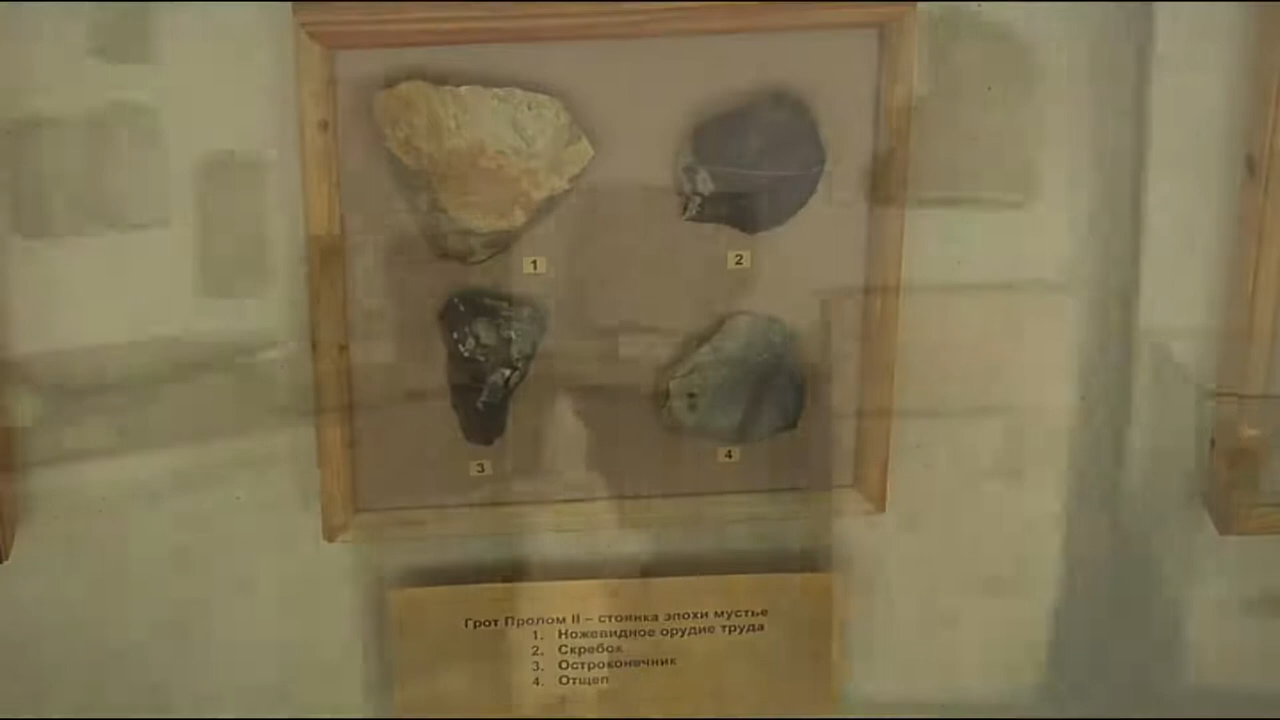 1
2
3
4
Грот Пролом II – стоянка эпохи мустье
1. Ножевидное орудие труда
2. Скребок
3. Остроконечник
4. Отщеп